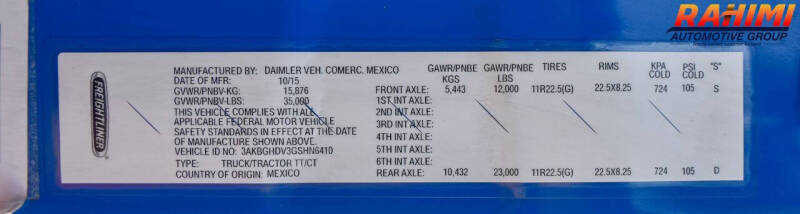 RAHIMI
AUTOMOTIVE GROUP
FREIGHTLINER
MANUFACTURED BY: DAIMLER VEH. COMERC. MEXICO
DATE OF MFR: 10/15
GVWR/PNBV-KG: 15,876
GVWR/PNBV-LBS: 35,000
THIS VEHICLE COMPLIES WITH ALL
APPLICABLE FEDERAL MOTOR VEHICLE
SAFETY STANDARDS IN EFFECT AT THE DATE
OF MANUFACTURE SHOWN ABOVE.
VEHICLE ID: 3AKBGHDV3GSHN6410
TYPE: TRUCK/TRACTOR TT/CT
COUNTRY OF ORIGIN: MEXICO
GAWR/PNBE GAWR/PNBE TIRES RIMS KPA PSI "S"
KGS LBS COLD COLD
FRONT AXLE: 5,443 12,000 11R22.5(G) 22.5X8.25 724 105 S
1ST INT AXLE:
2ND INT AXLE:
3RD INT AXLE:
4TH INT AXLE:
5TH INT AXLE:
6TH INT AXLE:
REAR AXLE: 10,432 23,000 11R22.5(G) 22.5X8.25 724 105 D